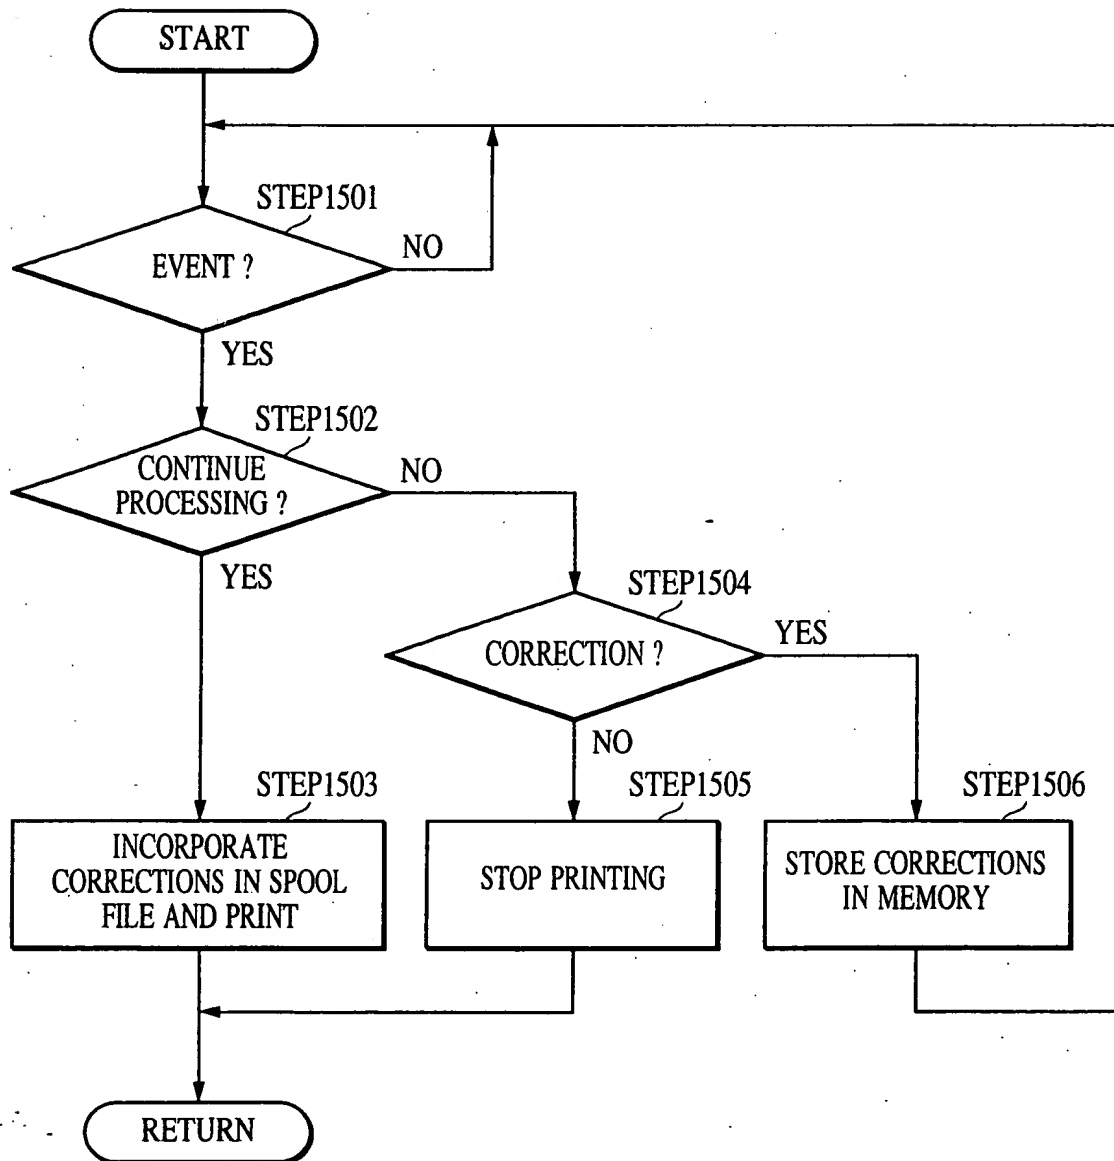 START
STEP1501
EVENT ?
NO
YES
STEP1502
CONTINUE
PROCESSING ?
NO
YES
STEP1504
CORRECTION ?
YES
NO
STEP1503
INCORPORATE
CORRECTIONS IN SPOOL
FILE AND PRINT
STEP1505
STOP PRINTING
STEP1506
STORE CORRECTIONS
IN MEMORY
RETURN